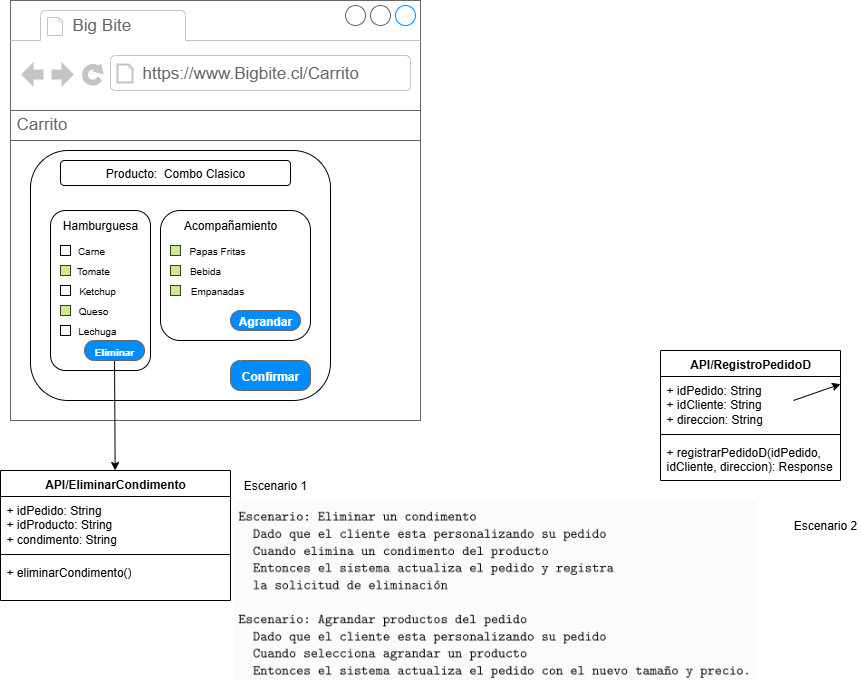 Big Bite
https://www.Bigbite.cl/Carrito
Carrito
Producto: Combo Clasico
Hamburguesa
Carne
Tomate
Ketchup
Queso
Lechuga
Eliminar
Acompañamiento
Papas Fritas
Bebida
Empanadas
Agrandar
Confirmar
API/RegistroPedidoD
+ idPedido: String
+ idCliente: String
+ direccion: String
+ registrarPedidoD(idPedido,
idCliente, direccion): Response
API/EliminarCondimento
+ idPedido: String
+ idProducto: String
+ condimento: String
+ eliminarCondimento()
Escenario 1
Escenario: Eliminar un condimento
Dado que el cliente esta personalizando su pedido
Cuando elimina un condimento del producto
Entonces el sistema actualiza el pedido y registra
la solicitud de eliminación
Escenario: Agrandar productos del pedido
Dado que el cliente esta personalizando su pedido
Cuando selecciona agrandar un producto
Entonces el sistema actualiza el pedido con el nuevo tamaño y precio.
Escenario 2